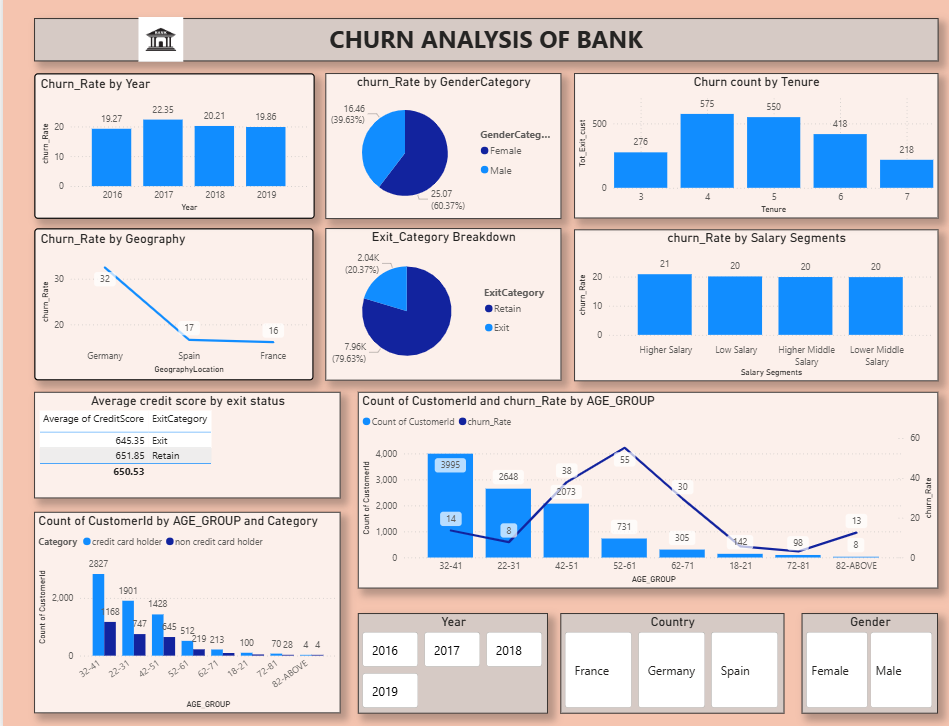 BANK
CHURN ANALYSIS OF BANK
Churn_Rate by Year
churn_Rate
20
10
0
19.27
22.35
20.21
19.86
2016
2017
2018
2019
Year
churn_Rate by GenderCategory
16.46
(39.63%)
25.07
(60.37%)
GenderCateg...
Female
Male
Churn count by Tenure
Tot_Exit_cust
500
0
276
575
550
418
218
3
4
5
6
7
Tenure
Churn_Rate by Geography
churn_Rate
30
20
32
17
16
Germany
Spain
France
GeographyLocation
Exit_Category Breakdown
2.04K
(20.37%)
7.96K
(79.63%)
ExitCategory
Retain
Exit
churn_Rate by Salary Segments
churn_Rate
20
10
0
21
20
20
20
Higher Salary
Low Salary
Higher Middle
Salary
Lower Middle
Salary
Salary Segments
Average credit score by exit status
Average of CreditScore ExitCategory
645.35 Exit
651.85 Retain
650.53
Count of CustomerId and churn_Rate by AGE_GROUP
Count of CustomerId churn_Rate
Count of CustomerId
4,000
3,000
2,000
1,000
0
3995
2648
2073
731
305
142
98
8
14
8
38
55
30
13
60
40
20
0
churn_Rate
32-41
22-31
42-51
52-61
62-71
18-21
72-81
82-ABOVE
AGE_GROUP
Count of CustomerId by AGE_GROUP and Category
Category credit card holder non credit card holder
Count of CustomerId
2,000
0
2827
1168
1901
747
1428
645
512
219
213
100
70
28
4
4
32-41
22-31
42-51
52-61
62-71
18-21
72-81
82-ABOVE
AGE_GROUP
Year
2016
2017
2018
2019
Country
France
Germany
Spain
Gender
Female
Male